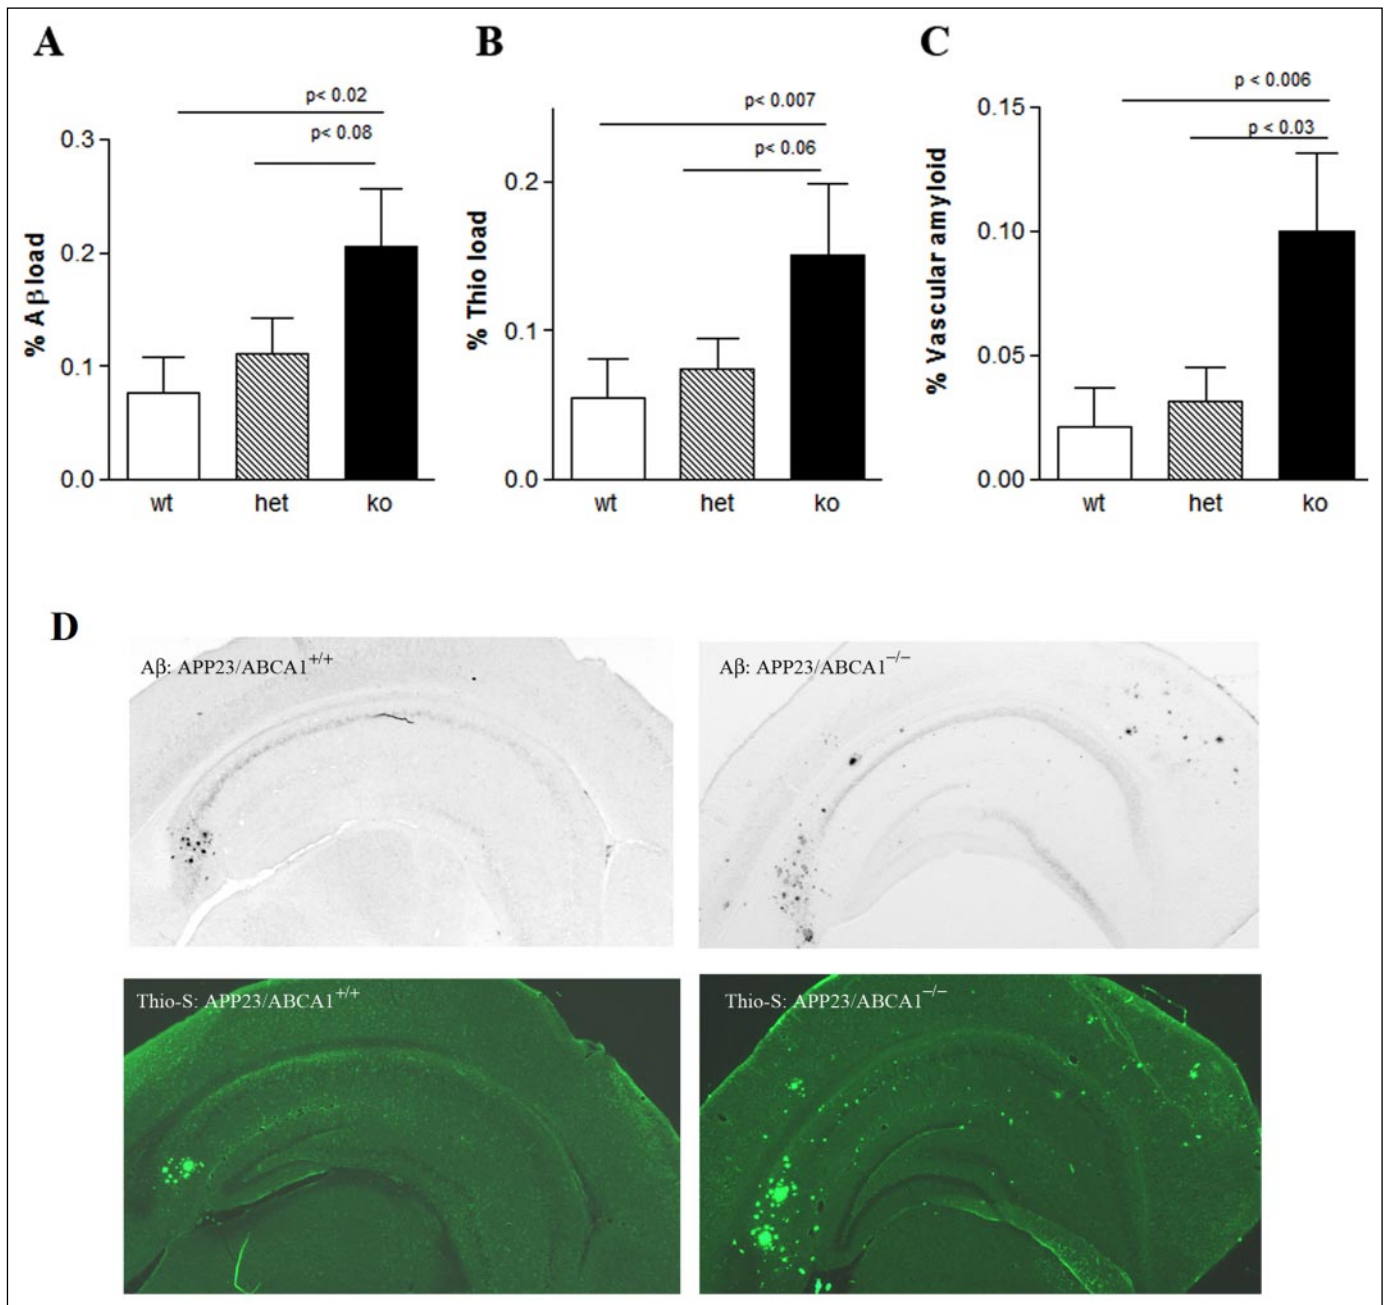 A
B
C
p< 0.02
p< 0.08
0.3
0.2
0.1
0.0
% Aβ load
wt het ko
p< 0.007
p< 0.06
0.2
0.1
0.0
% Thio load
wt het ko
p < 0.006
p < 0.03
0.15
0.10
0.05
0.00
% Vascular amyloid
wt het ko
D
Aβ: APP23/ABCA1+/+
Aβ: APP23/ABCA1−/−
Thio-S: APP23/ABCA1+/+
Thio-S: APP23/ABCA1−/−